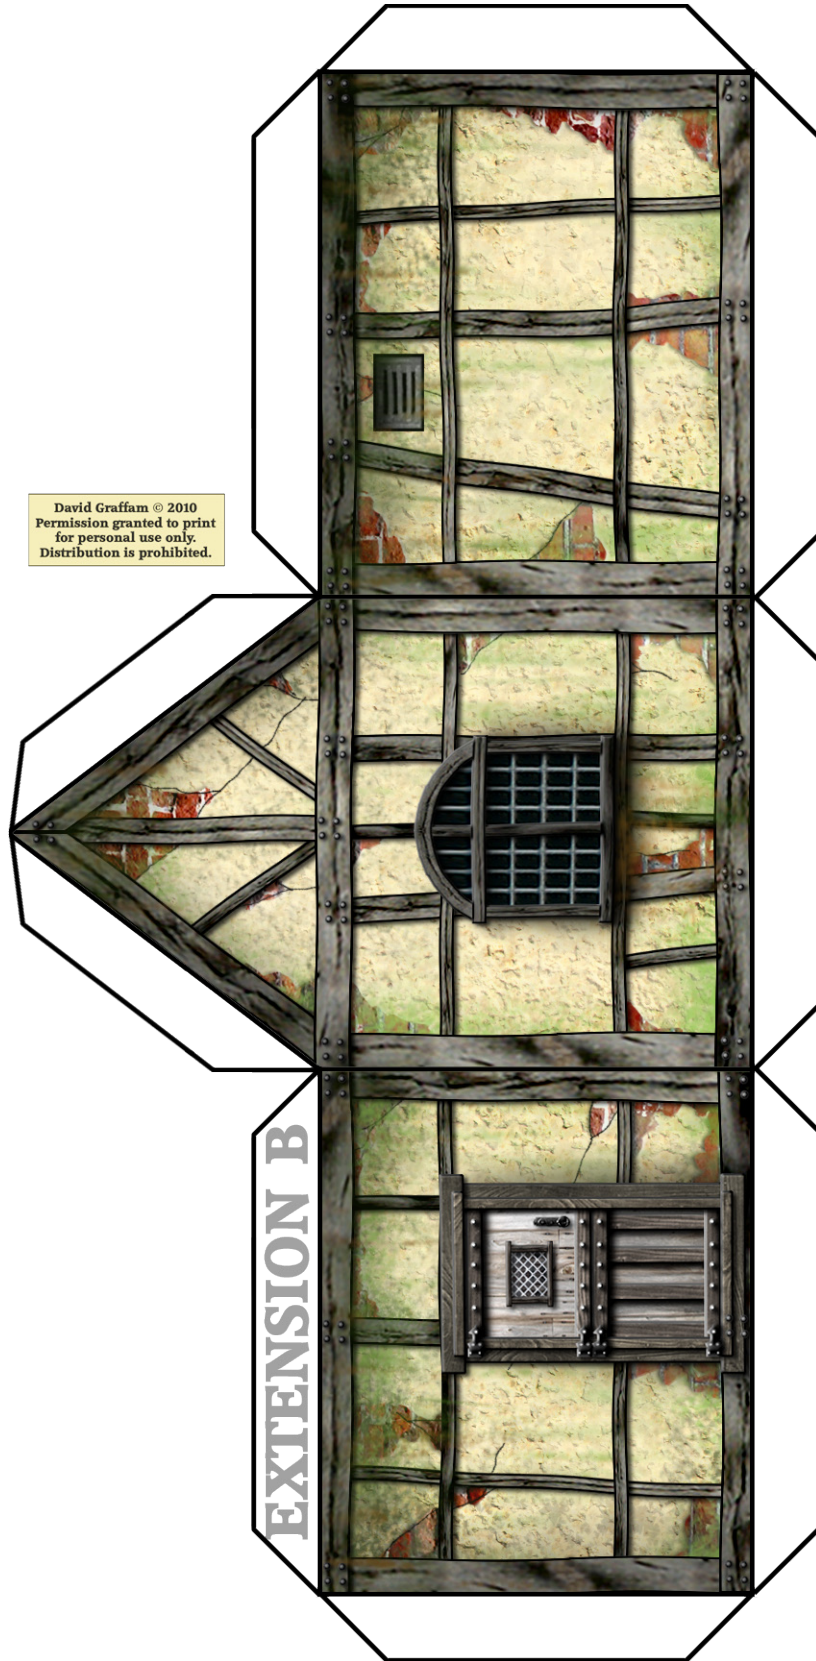 David Graffam © 2010
Permission granted to print
for personal use only.
Distribution is prohibited.
EXTENSION B